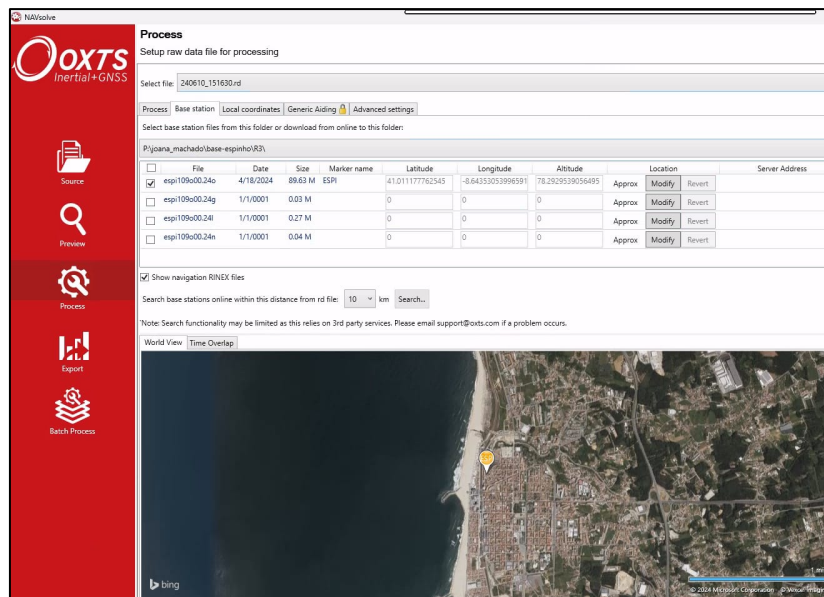 NAVsolve
OXTS
Inertial+GNSS
Source
Preview
Process
Export
Batch Process
Process
Setup raw data file for processing
Select file: 240610_151630.rd
Process Base station Local coordinates Generic Aiding Advanced settings
Select base station files from this folder or download from online to this folder:
P:\joana_machado\base-espinho\R3\
File Date Size Marker name Latitude Longitude Altitude Location Server Address
espi109o00.24o 4/18/2024 89.63 M ESPI 41.011177762545 -8.64353053996591 78.2929539056495 Approx Modify Revert
espi109o00.24g 1/1/0001 0.03 M 0 0 0 Approx Modify Revert
espi109o00.24l 1/1/0001 0.27 M 0 0 0 Approx Modify Revert
espi109o00.24n 1/1/0001 0.04 M 0 0 0 Approx Modify Revert
Show navigation RINEX files
Search base stations online within this distance from rd file: 10 km Search...
*Note: Search functionality may be limited as this relies on 3rd party services. Please email support@oxts.com if a problem occurs.
World View Time Overlap
1 mi
bing
© 2024 Microsoft Corporation © Vexcel Imagin